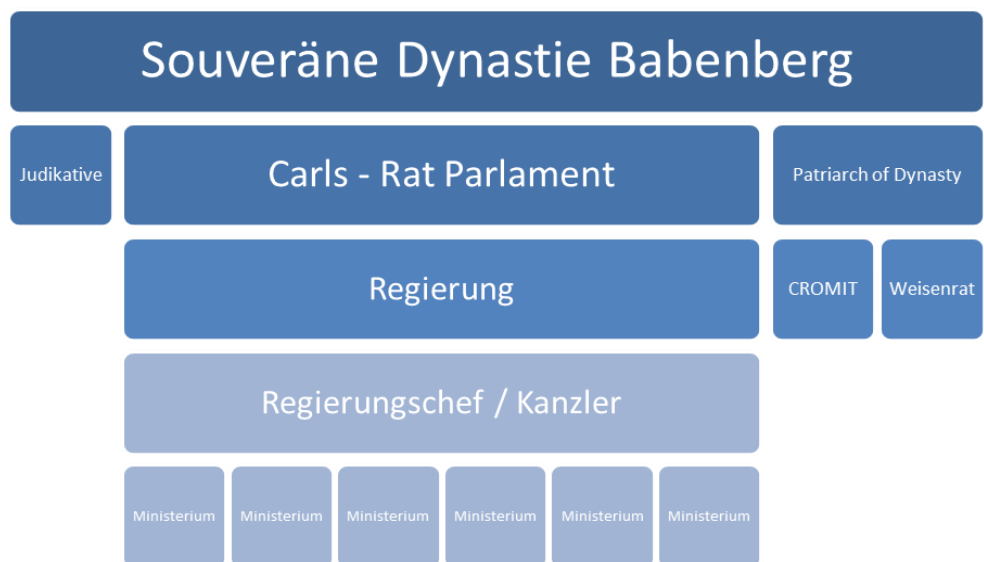 Souveräne Dynastie Babenberg
Judikative
Carls - Rat Parlament
Patriarch of Dynasty
Regierung
CROMIT
Weisenrat
Regierungschef / Kanzler
Ministerium
Ministerium
Ministerium
Ministerium
Ministerium
Ministerium